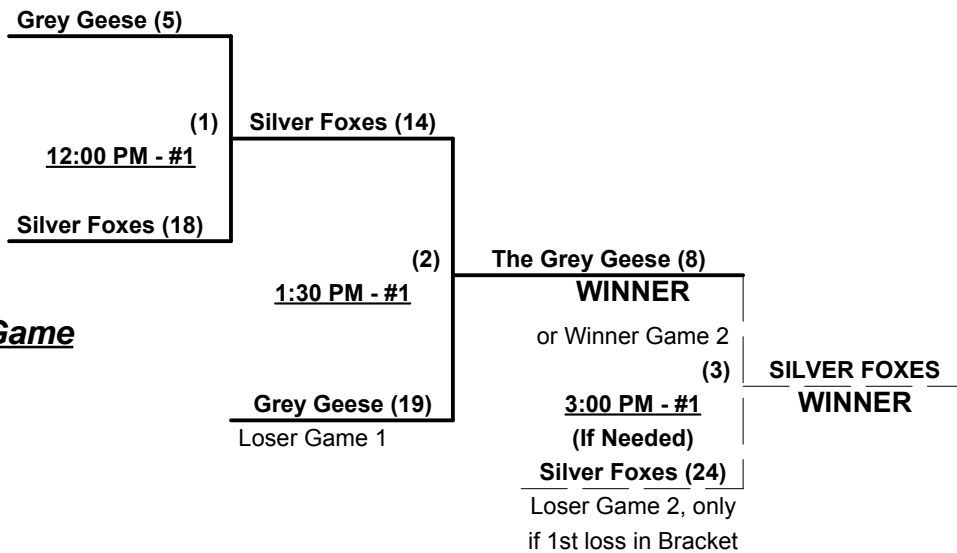 Grey Geese (5)
(1)
12:00 PM - #1
Silver Foxes (18)
Silver Foxes (14)
(2)
1:30 PM - #1
Game
Grey Geese (19)
Loser Game 1
The Grey Geese (8)
WINNER
or Winner Game 2
(3)
3:00 PM - #1
(If Needed)
Silver Foxes (24)
Loser Game 2, only
if 1st loss in Bracket
SILVER FOXES
WINNER